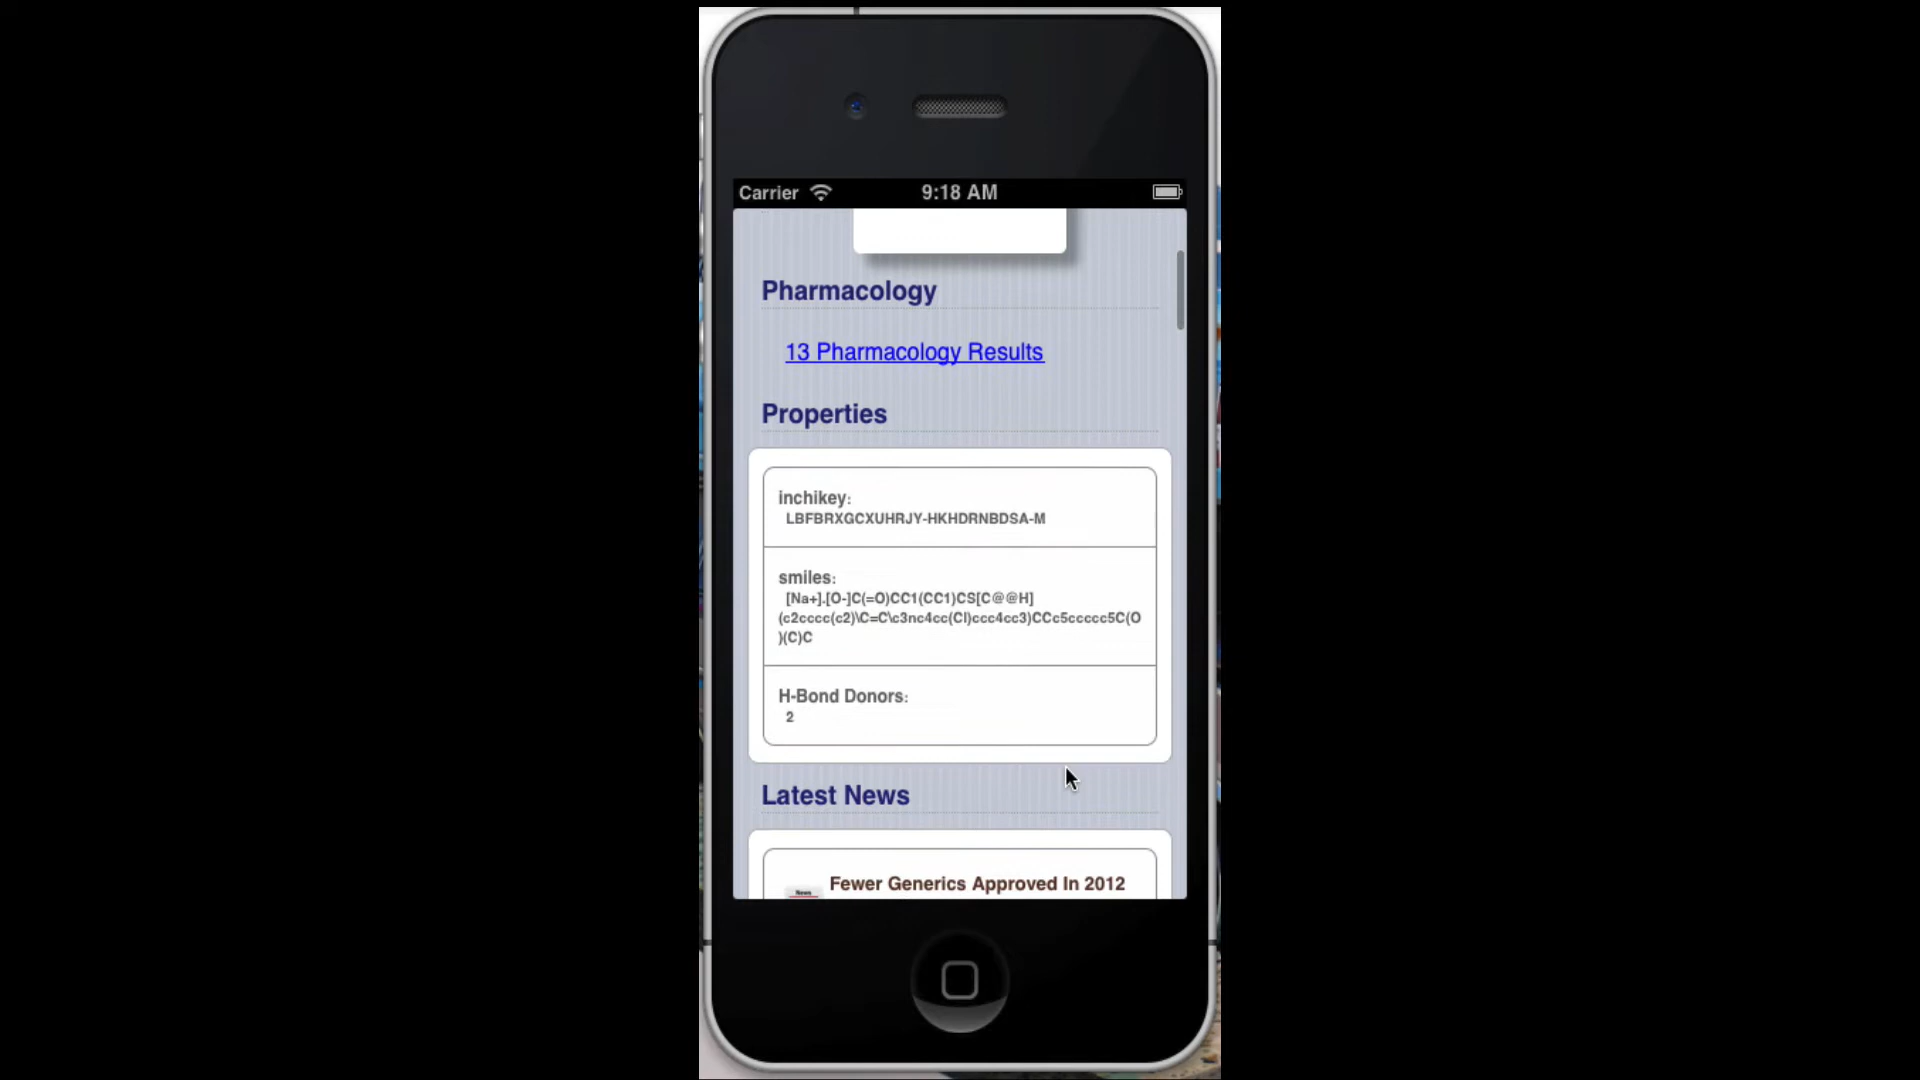 Carrier 9:18 AM
Pharmacology
13 Pharmacology Results
Properties
inchikey:
LBFBRXGCXUHRJY-HKHDRNBDSA-M
smiles:
[Na+].[O-]C(=O)CC1(CC1)CS[C@@H]
(c2cccc(c2)\C=C\c3nc4cc(Cl)ccc4cc3)CCc5ccccc5C(O
)(C)C
H-Bond Donors:
2
Latest News
News
Fewer Generics Approved In 2012